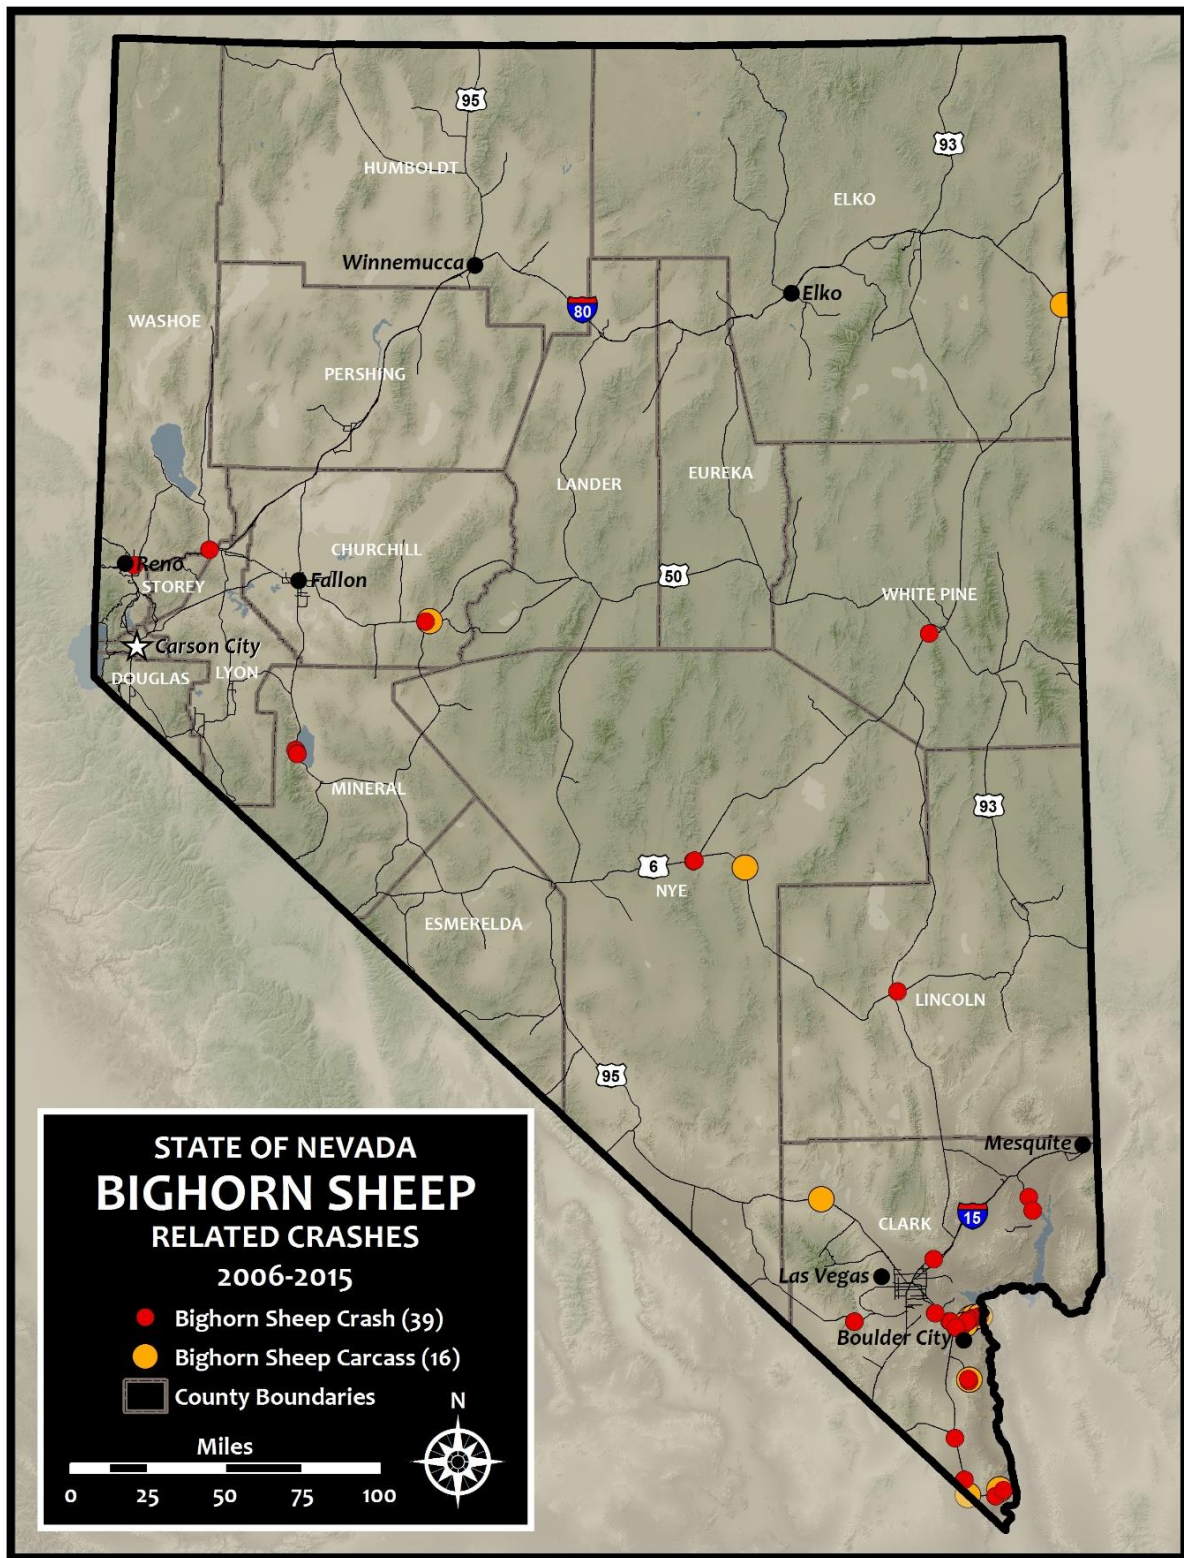 95
93
HUMBOLDT
ELKO
Winnemucca
Elko
80
WASHOE
PERSHING
LANDER
EUREKA
CHURCHILL
Reno
STOREY
Fallon
50
WHITE PINE
Carson City
DOUGLAS
LYON
MINERAL
93
6
NYE
ESMERELDA
LINCOLN
95
Mesquite
CLARK
15
Las Vegas
Boulder City
STATE OF NEVADA
BIGHORN SHEEP
RELATED CRASHES
2006-2015
Bighorn Sheep Crash (39)
Bighorn Sheep Carcass (16)
County Boundaries
N
Miles
0 25 50 75 100